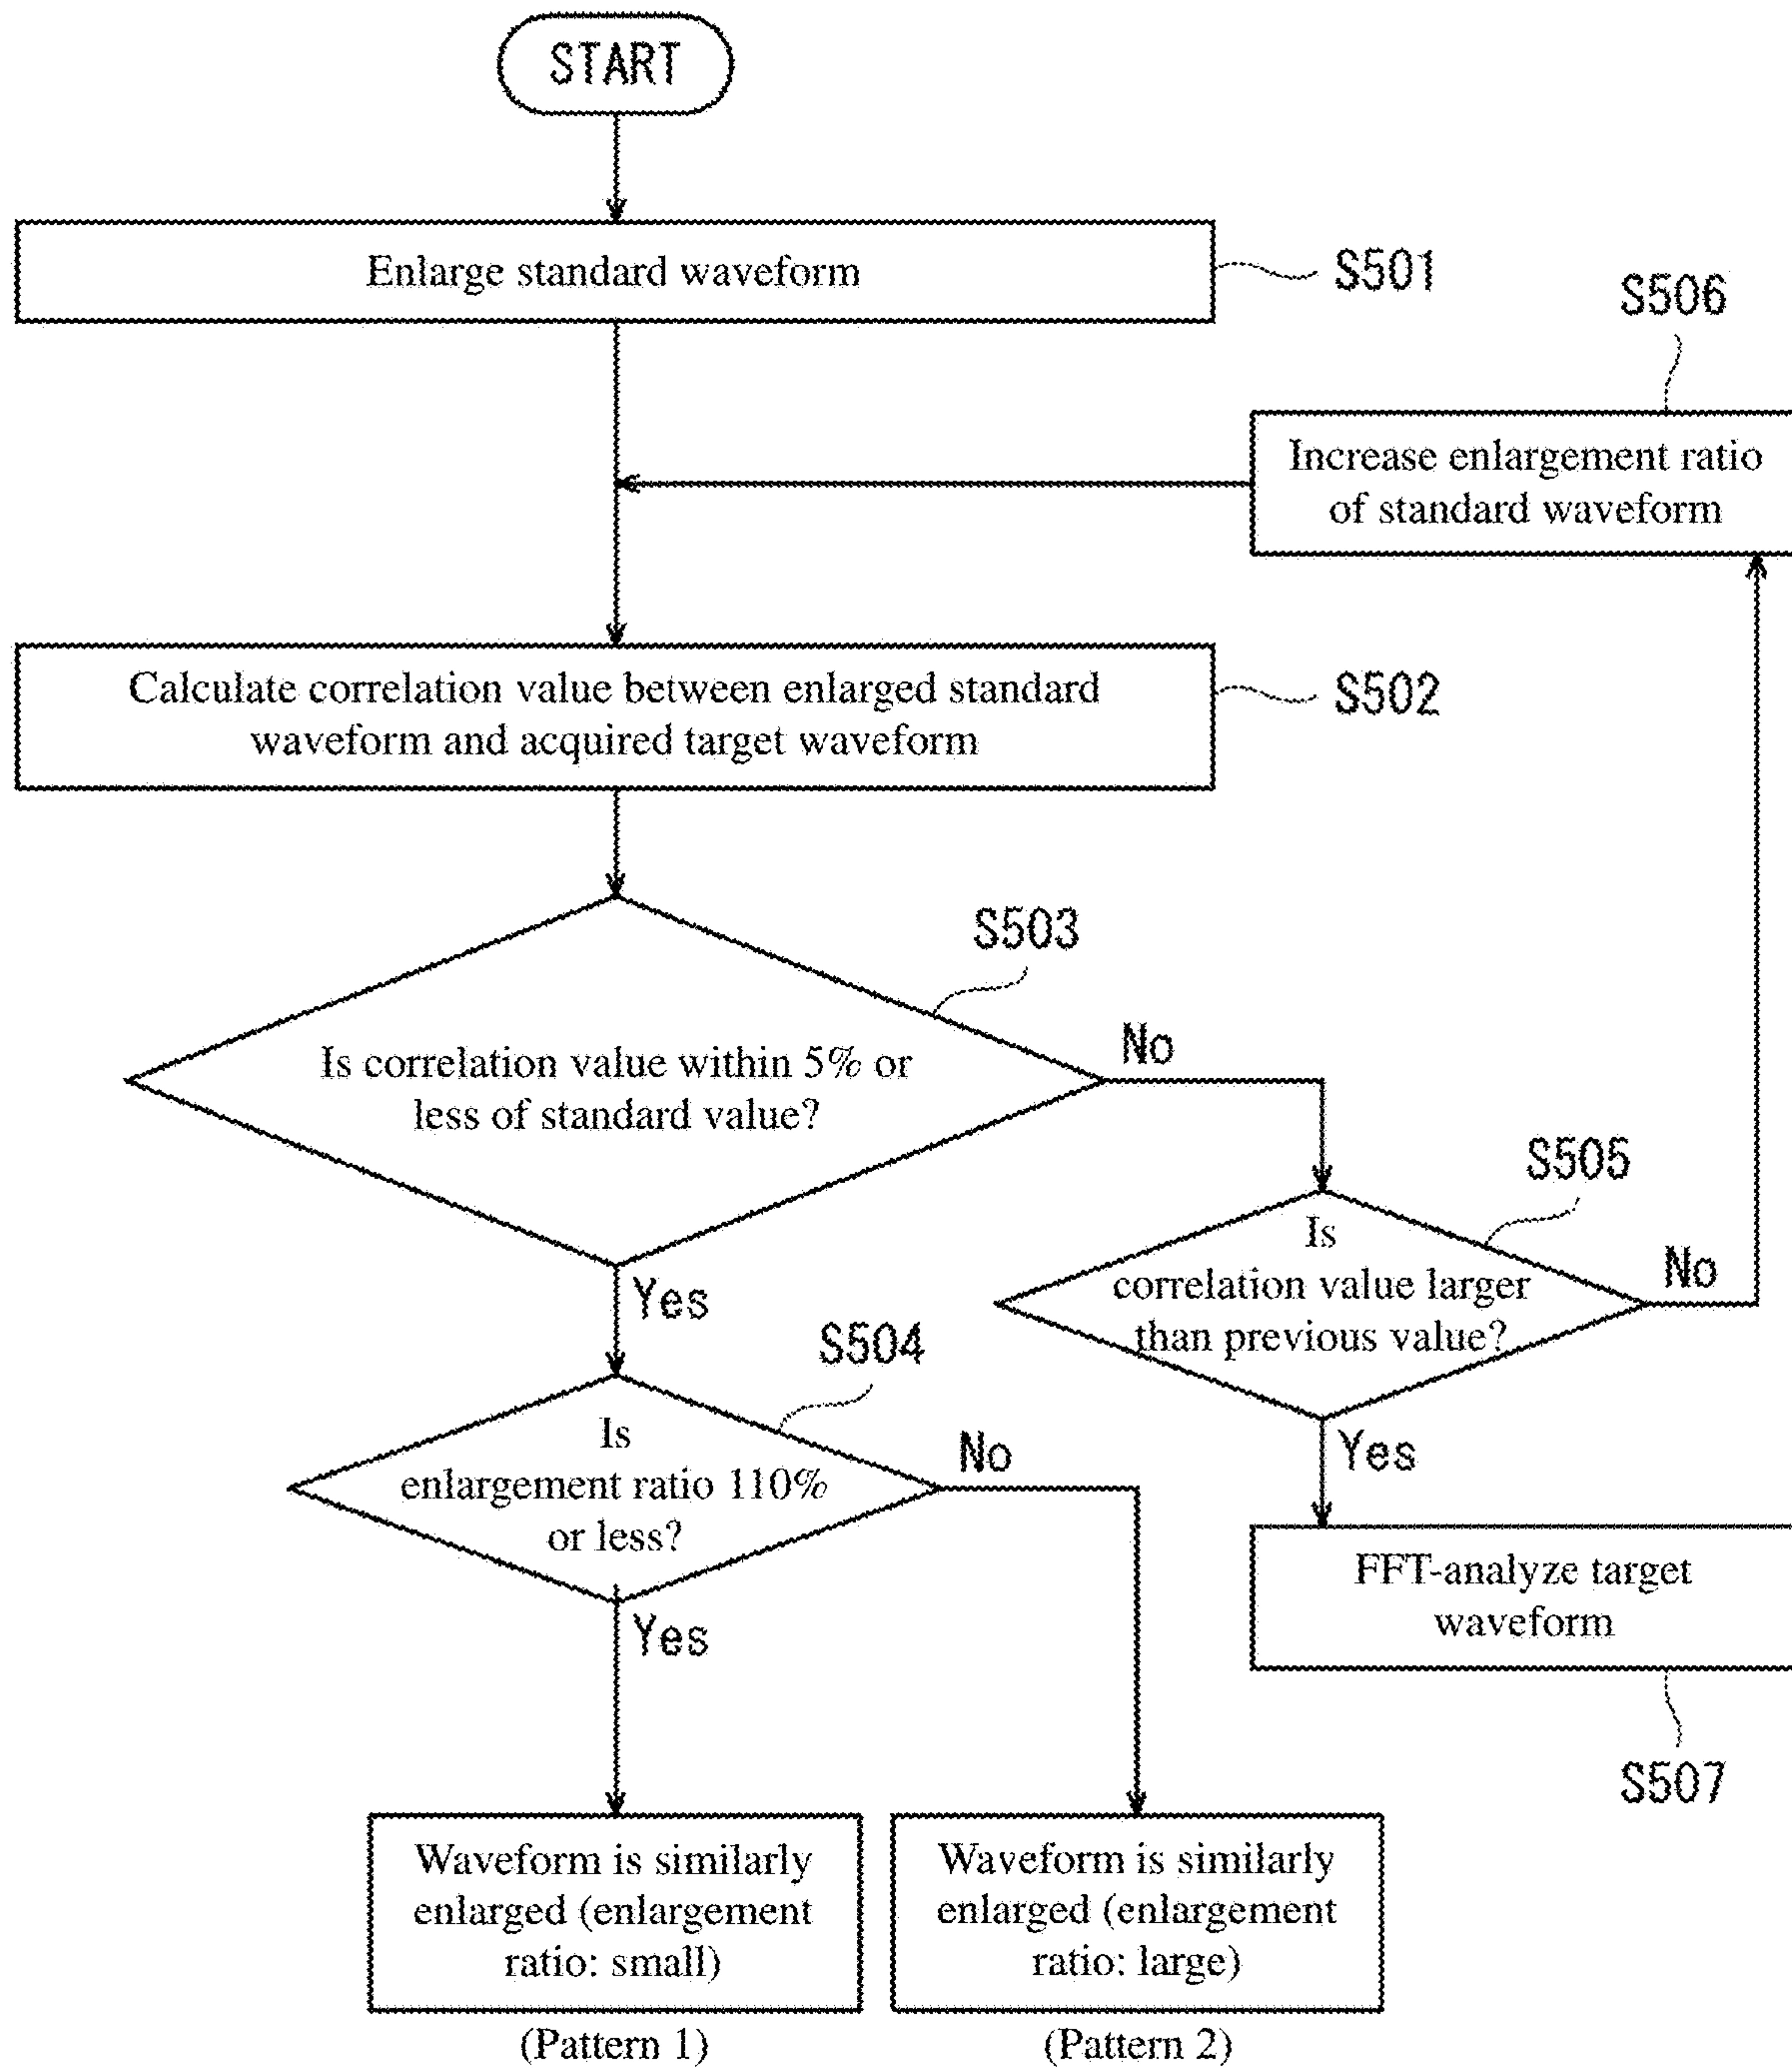 START
Enlarge standard waveform
S501
S506
Increase enlargement ratio
of standard waveform
Calculate correlation value between enlarged standard
waveform and acquired target waveform
S502
S503
Is correlation value within 5% or
less of standard value?
No
Yes
S505
Is
correlation value larger
than previous value?
No
Yes
S504
Is
enlargement ratio 110%
or less?
No
Yes
FFT-analyze target
waveform
S507
Waveform is similarly
enlarged (enlargement
ratio: small)
(Pattern 1)
Waveform is similarly
enlarged (enlargement
ratio: large)
(Pattern 2)